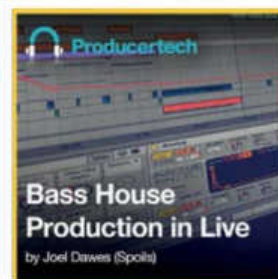 Producertech
Bass House
Production in Live
by Joel Dawes (Spoils)